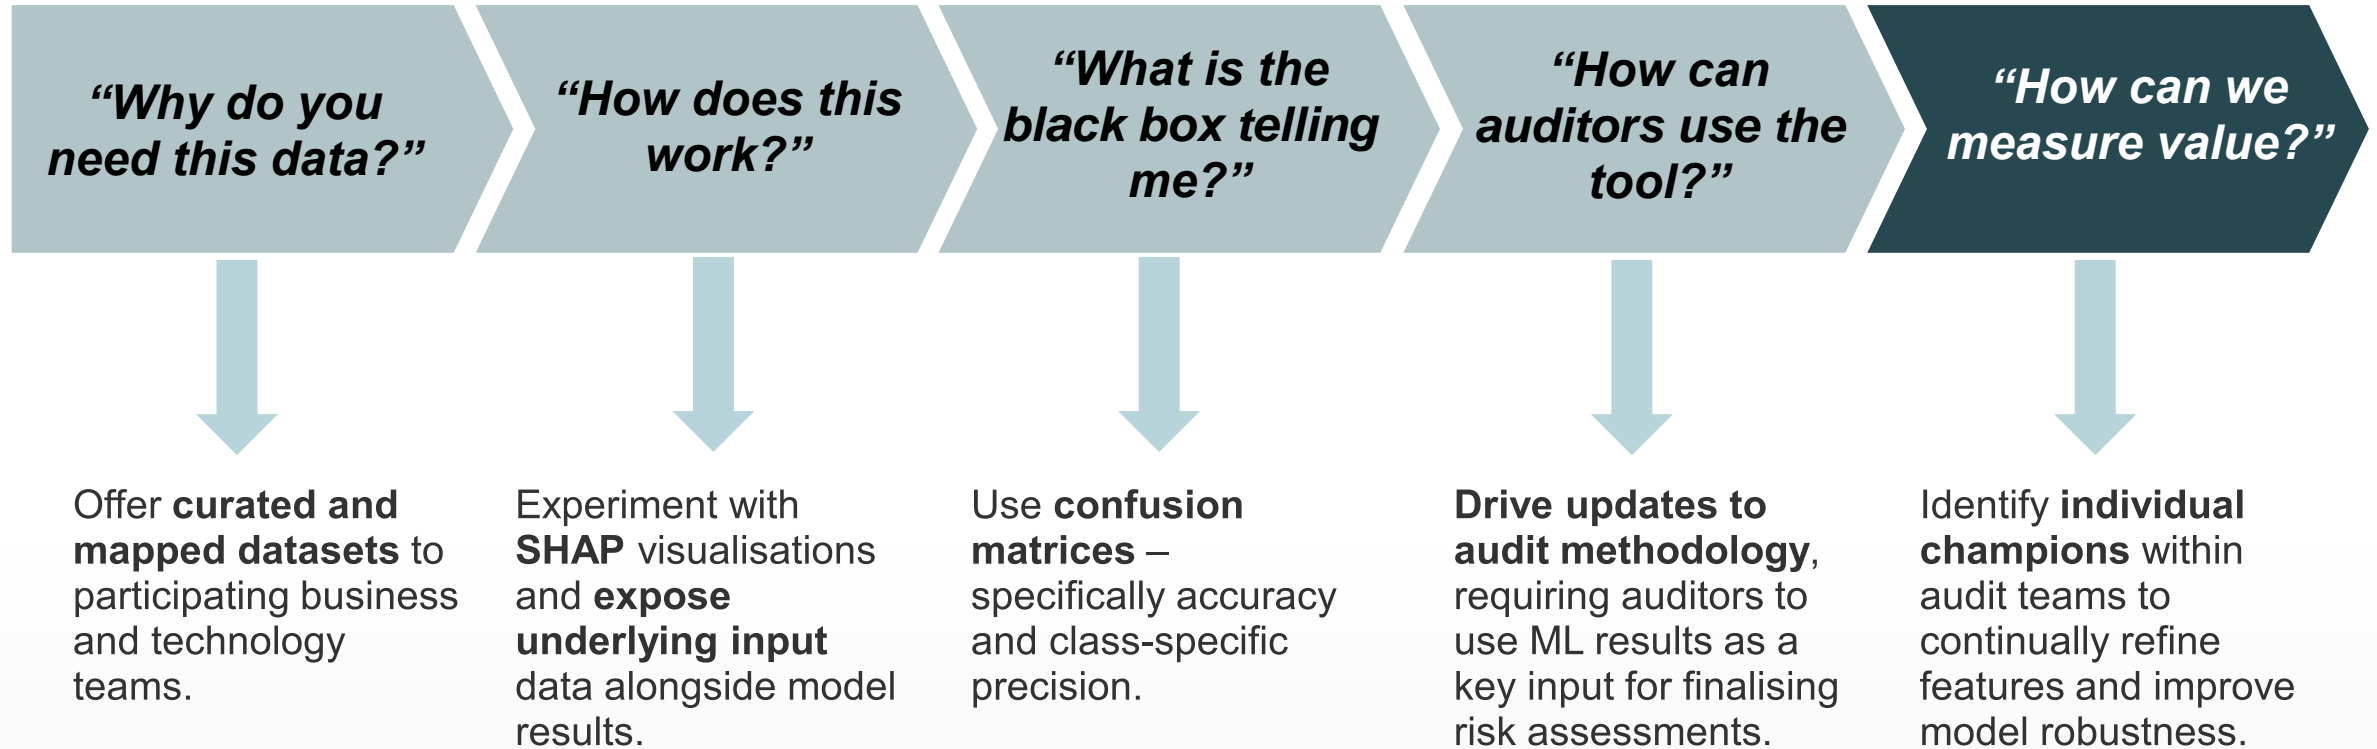 “Why do you
need this data?”
“How does this
work?”
“What is the
black box telling
me?”
“How can
auditors use the
tool?”
“How can we
measure value?”
Offer curated and
mapped datasets to
participating business
and technology
teams.
Experiment with
SHAP visualisations
and expose
underlying input
data alongside model
results.
Use confusion
matrices –
specifically accuracy
and class-specific
precision.
Drive updates to
audit methodology,
requiring auditors to
use ML results as a
key input for finalising
risk assessments.
Identify individual
champions within
audit teams to
continually refine
features and improve
model robustness.